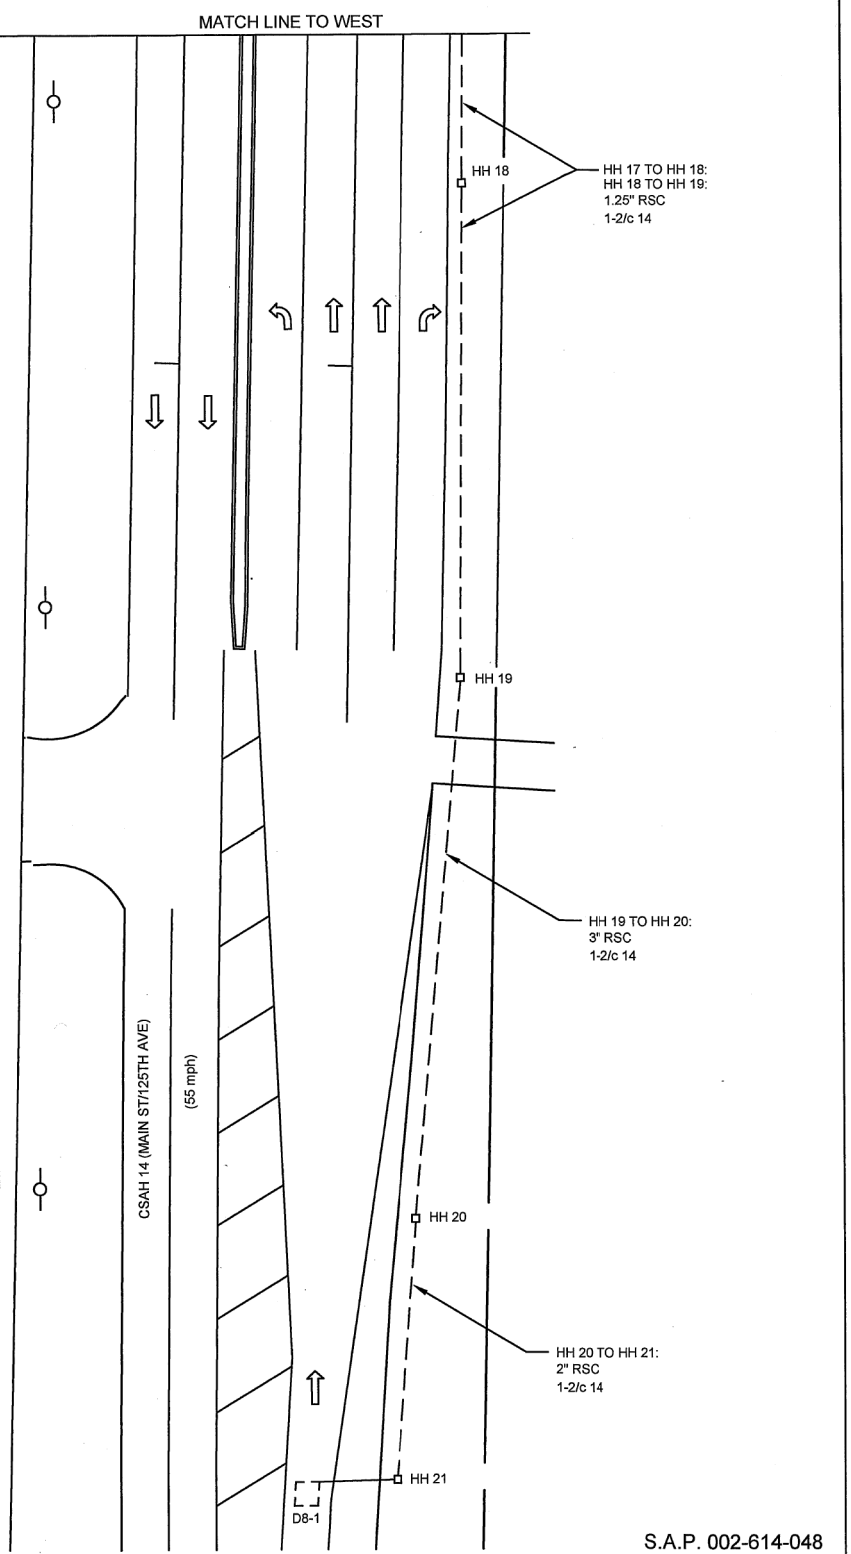 MATCH LINE TO WEST
HH 18
HH 17 TO HH 18:
HH 18 TO HH 19:
1.25" RSC
1-2/c 14
HH 19
HH 19 TO HH 20:
3" RSC
1-2/c 14
CSAH 14 (MAIN ST/125TH AVE)
(55 mph)
HH 20
HH 20 TO HH 21:
2" RSC
1-2/c 14
HH 21
D8-1
S.A.P. 002-614-048